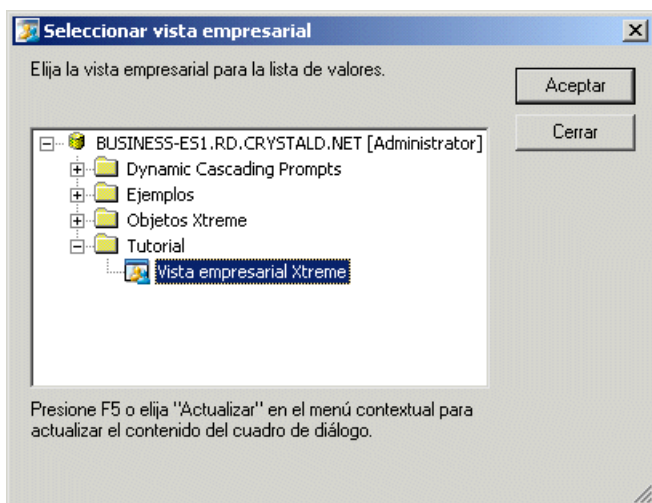 Seleccionar vista empresarial
Elija la vista empresarial para la lista de valores.
Aceptar
Cerrar
BUSINESS-ES1.RD.CRYSTALD.NET [Administrator]
Dynamic Cascading Prompts
Ejemplos
Objetos Xtreme
Tutorial
Vista empresarial Xtreme
Presione F5 o elija "Actualizar" en el menú contextual para
actualizar el contenido del cuadro de diálogo.